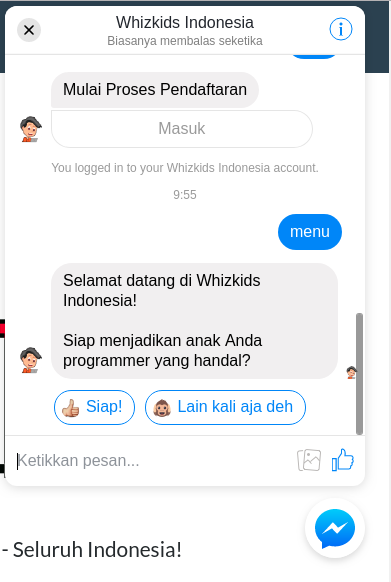 Whizkids Indonesia
Biasanya membalas seketika
Mulai Proses Pendaftaran
Masuk
You logged in to your Whizkids Indonesia account.
9:55
menu
Selamat datang di Whizkids
Indonesia!
Siap menjadikan anak Anda
programmer yang handal?
Siap!
Lain kali aja deh
Ketikkan pesan...
- Seluruh Indonesia!